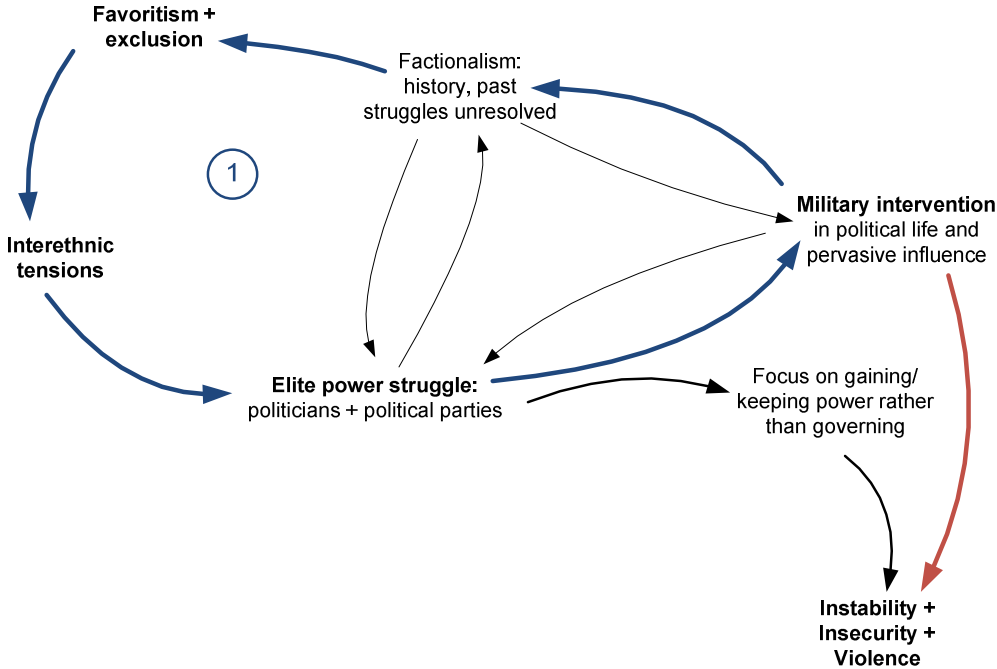 Favoritism +
exclusion
Factionalism:
history, past
struggles unresolved
1
Military intervention
in political life and
pervasive influence
Interethnic
tensions
Elite power struggle:
politicians + political parties
Focus on gaining/
keeping power rather
than governing
Instability +
Insecurity +
Violence